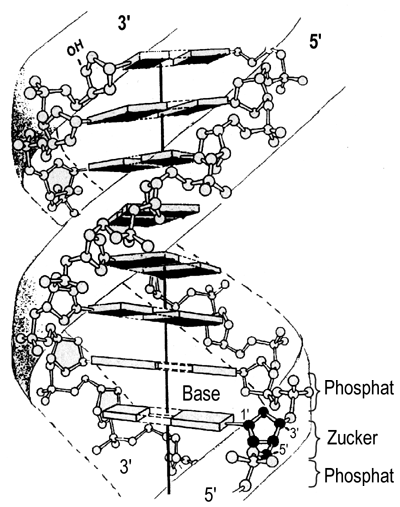 3'
5'
OH
Base
1'
3'
5'
Phosphat
Zucker
Phosphat
3'
5'